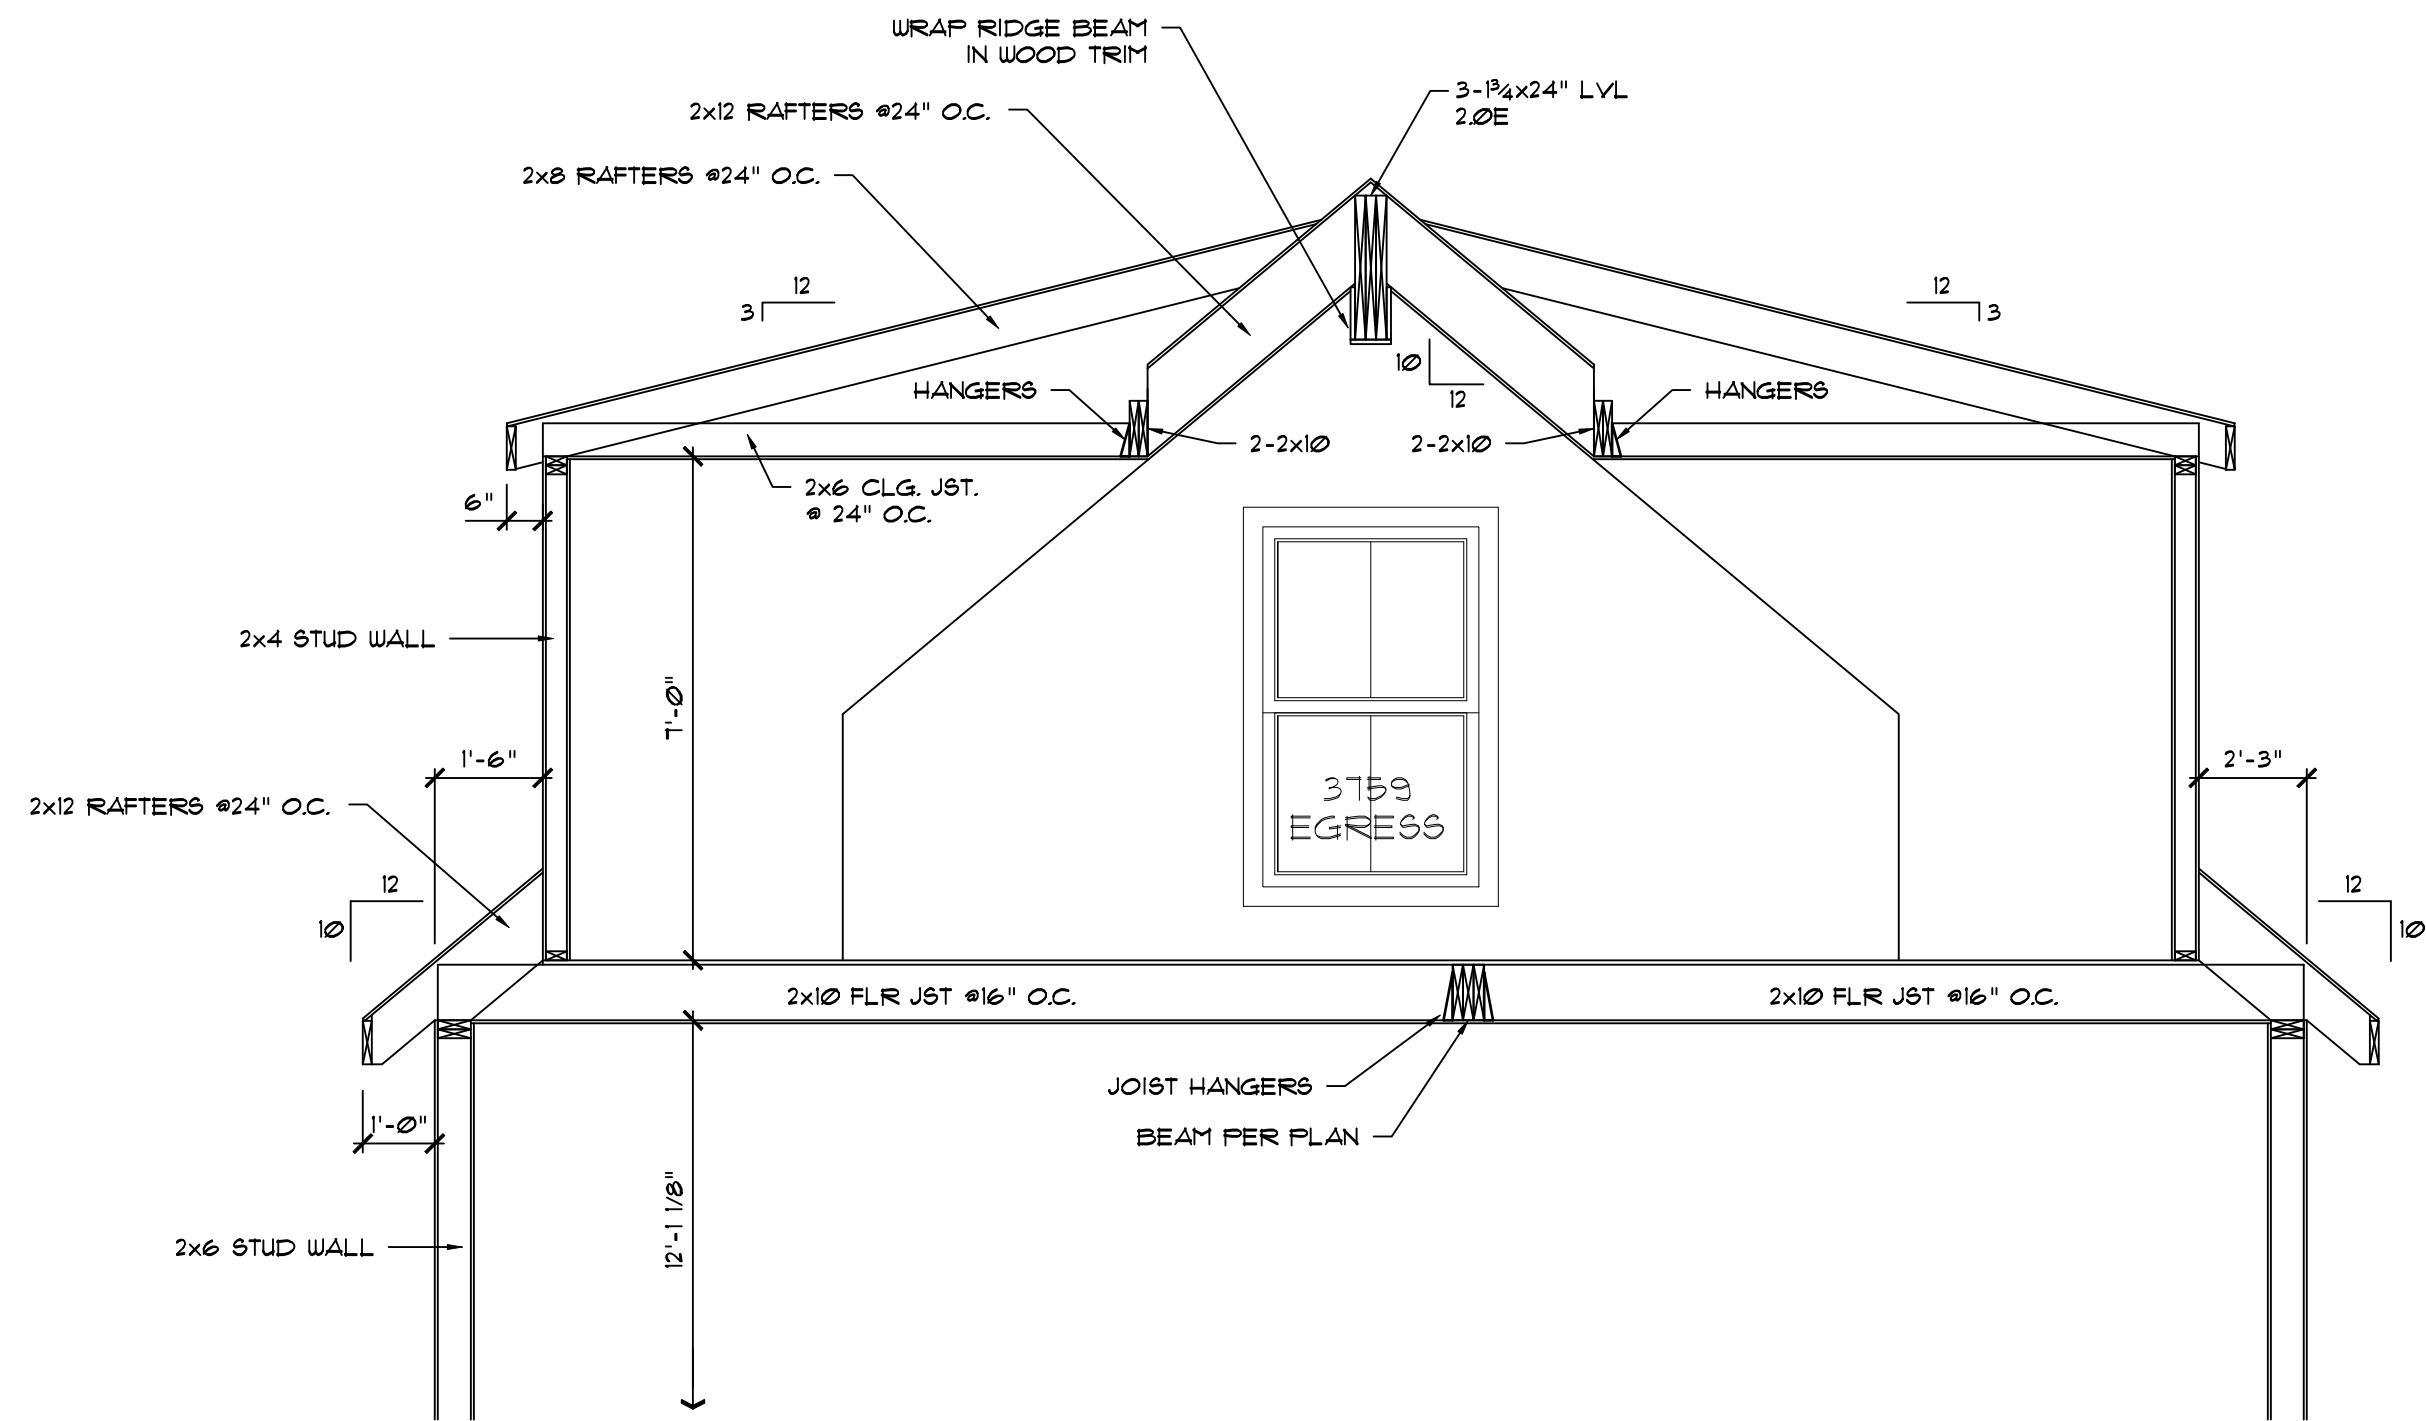 WRAP RIDGE BEAM
IN WOOD TRIM
3-1¾x24" LVL
2.0E
2x12 RAFTERS @24" O.C.
2x8 RAFTERS @24" O.C.
12
3
12
3
10
12
HANGERS
HANGERS
2-2x10
2-2x10
2x6 CLG. JST.
@ 24" O.C.
6"
2x4 STUD WALL
7'-0"
1'-6"
2'-3"
3759
EGRESS
2x12 RAFTERS @24" O.C.
12
10
12
10
2x10 FLR JST @16" O.C.
2x10 FLR JST @16" O.C.
JOIST HANGERS
BEAM PER PLAN
1'-0"
12'-1 1/8"
2x6 STUD WALL